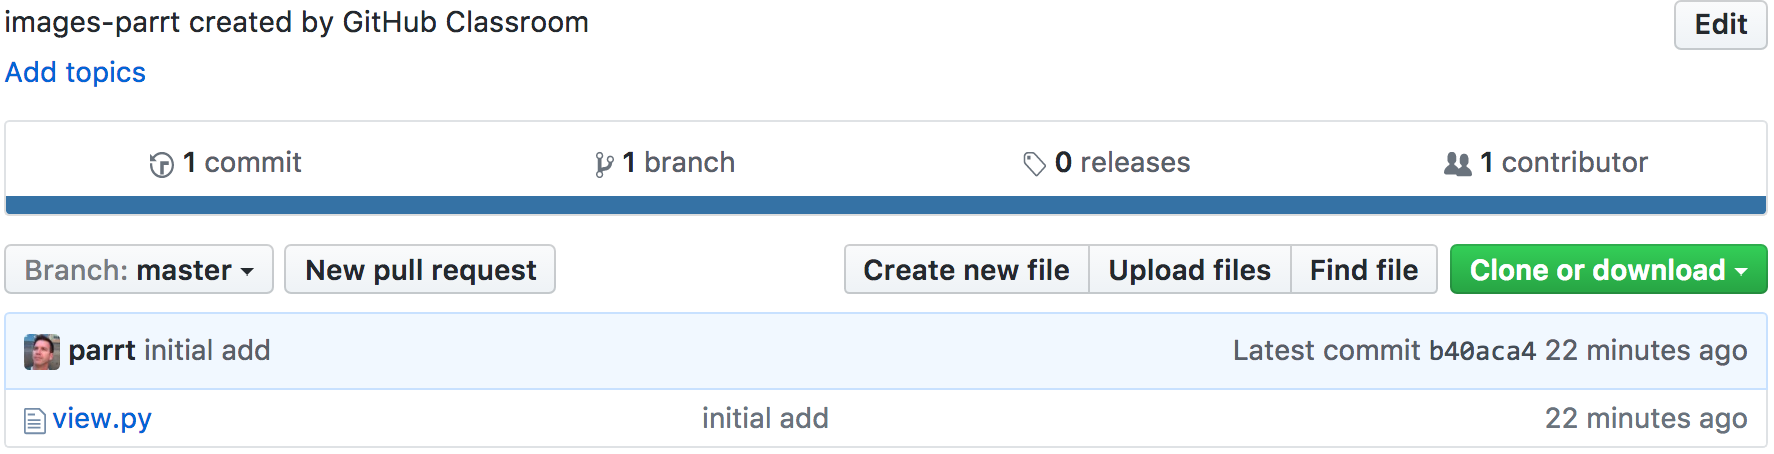 images-parrt created by GitHub Classroom
Edit
Add topics
1 commit
1 branch
0 releases
1 contributor
Branch: master
New pull request
Create new file
Upload files
Find file
Clone or download
parrt initial add
Latest commit b40aca4 22 minutes ago
view.py
initial add
22 minutes ago